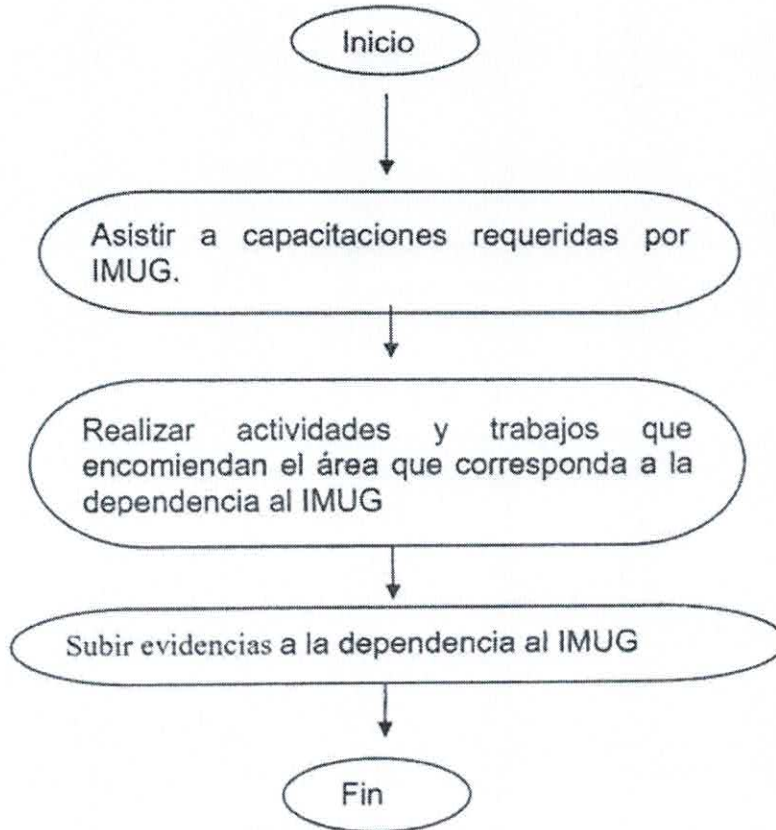 Inicio
Asistir a capacitaciones requeridas por
IMUG.
Realizar actividades y trabajos que
encomiendan el área que corresponda a la
dependencia al IMUG
Subir evidencias a la dependencia al IMUG
Fin